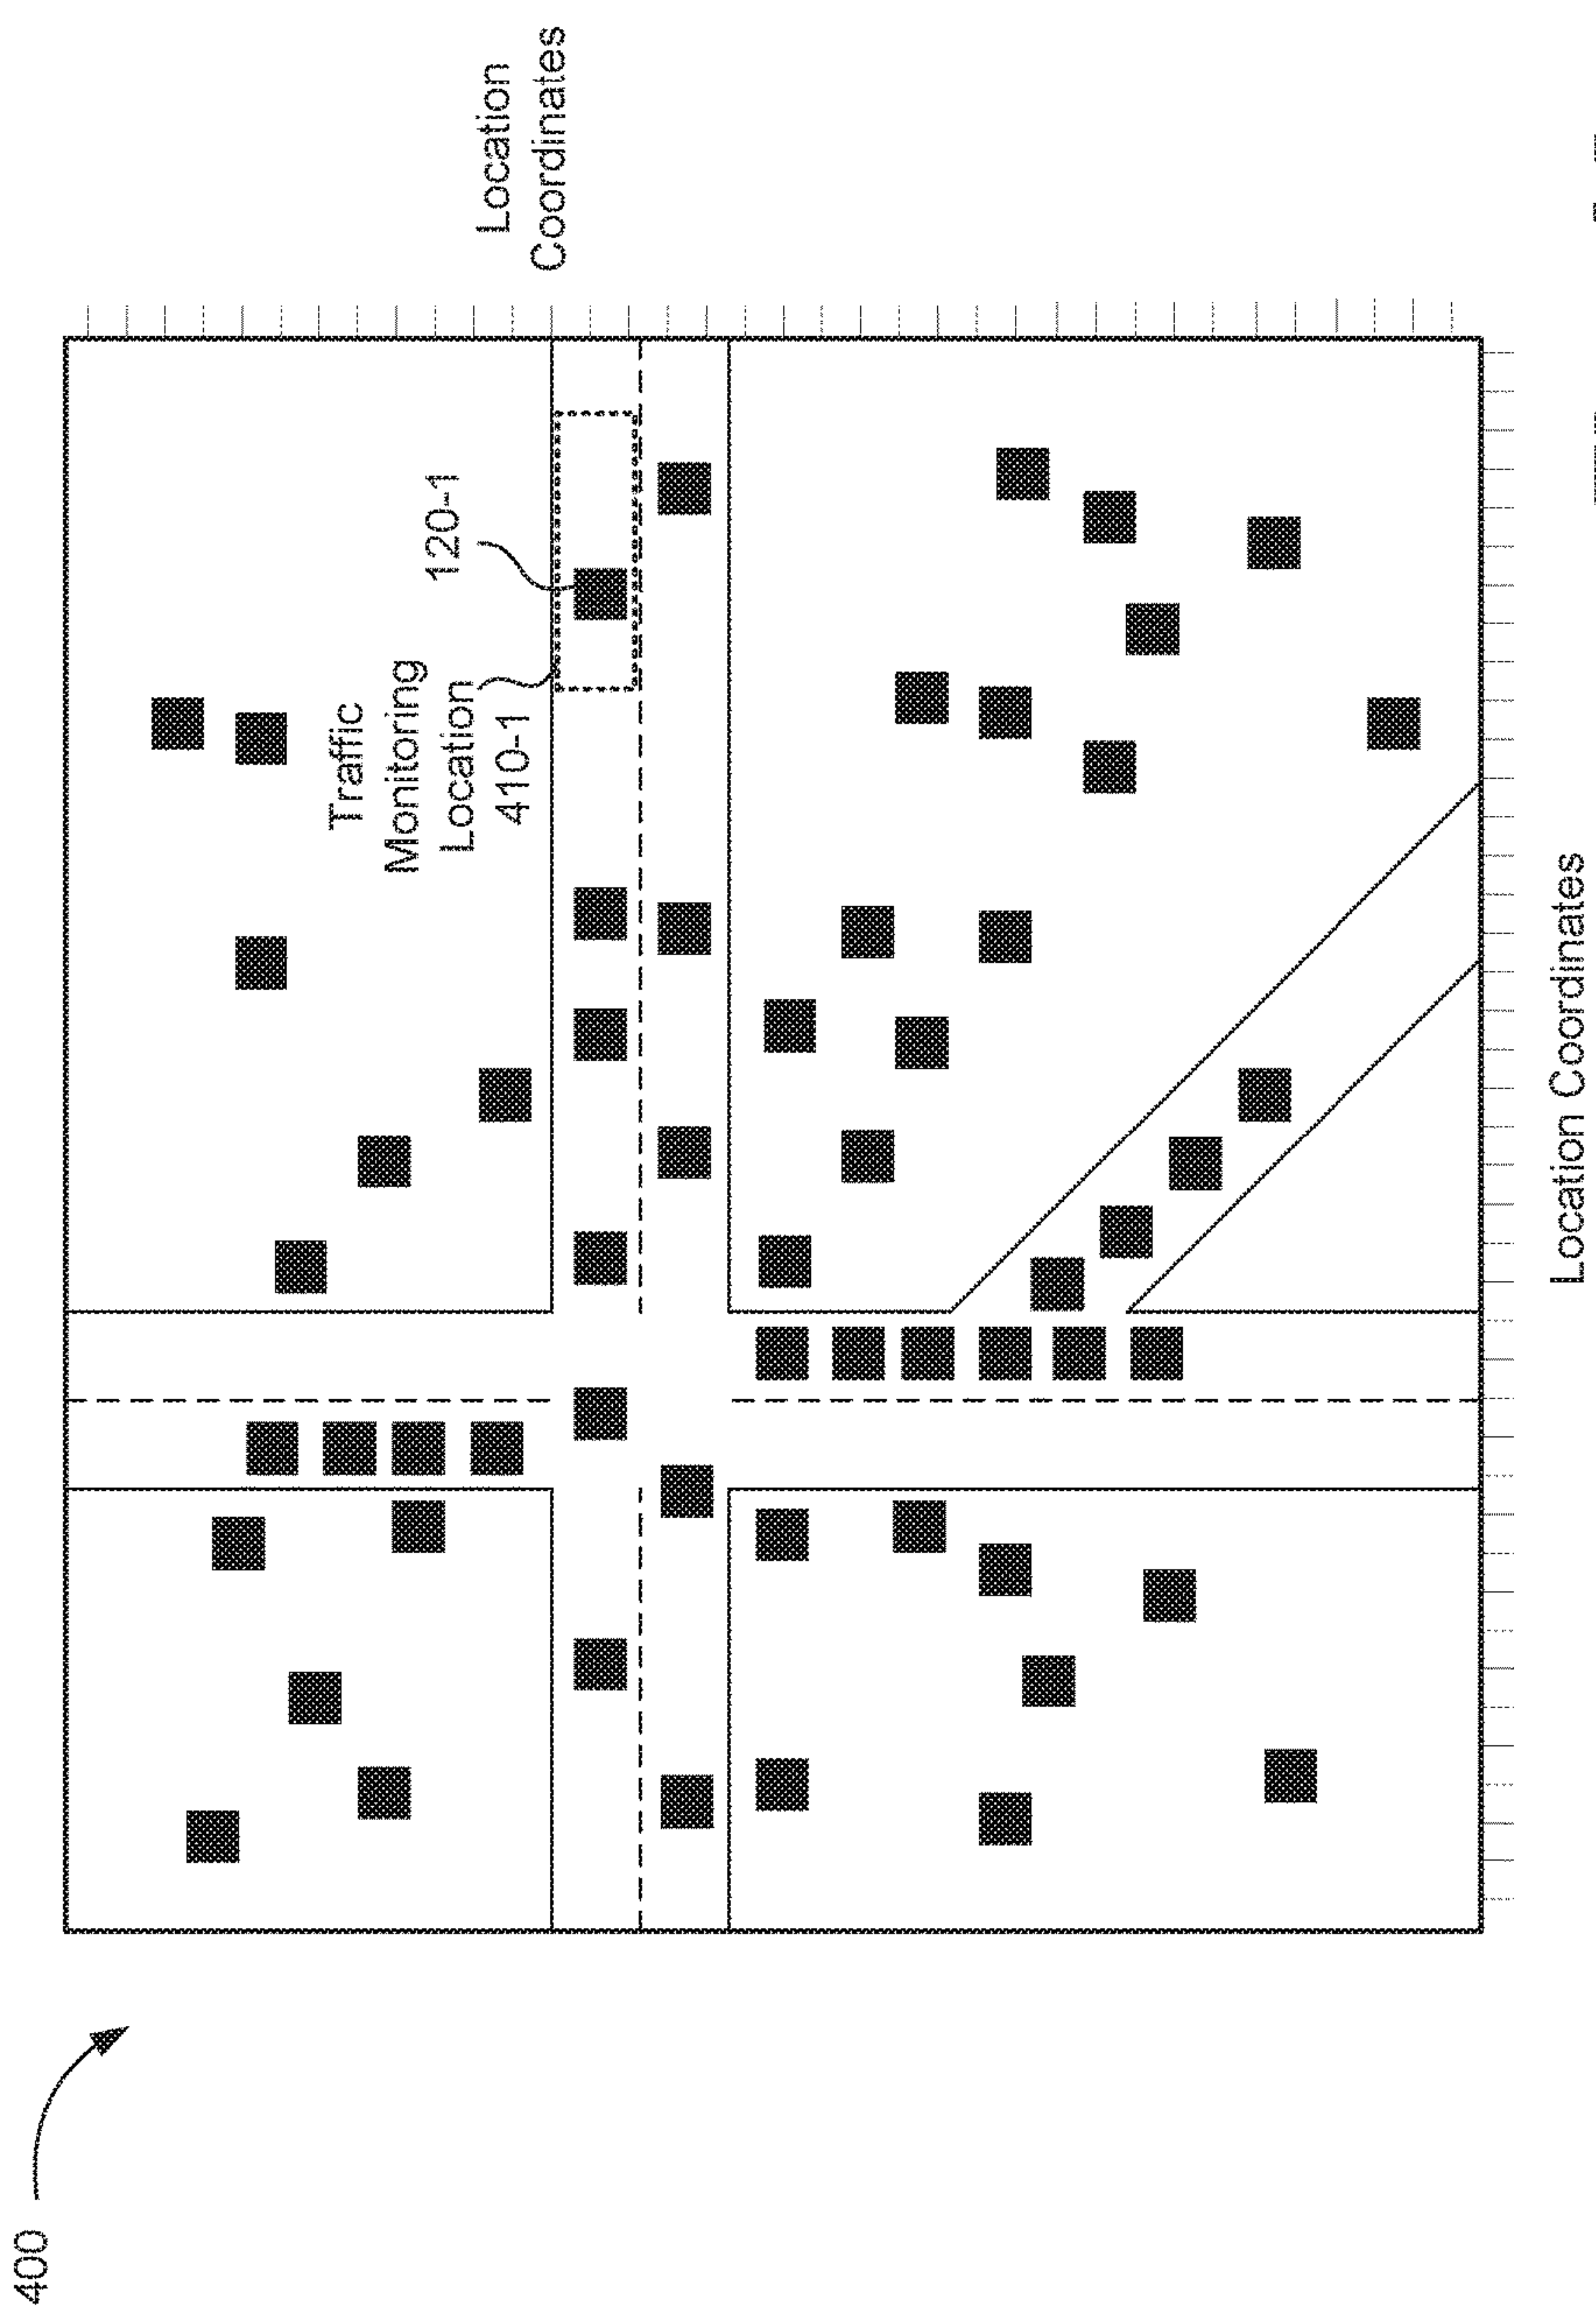 400
Location
Coordinates
120-1
Traffic
Monitoring
Location
410-1
Location Coordinates